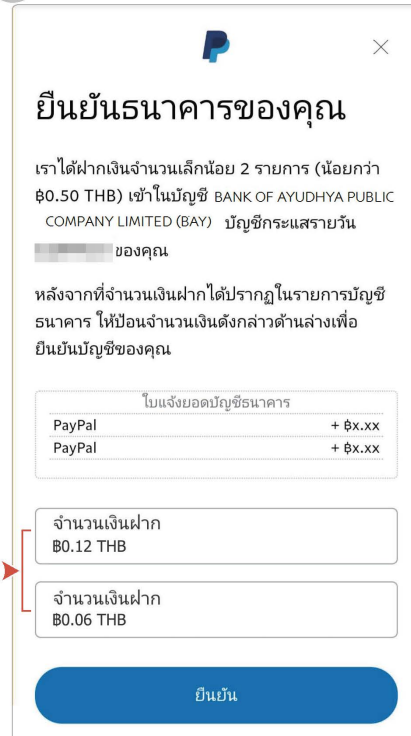 ยืนยันธนาคารของคุณ
เราได้ฝากเงินจำนวนเล็กน้อย 2 รายการ (น้อยกว่า
฿0.50 THB) เข้าในบัญชี BANK OF AYUDHYA PUBLIC
COMPANY LIMITED (BAY) บัญชีกระแสรายวัน
ของคุณ
หลังจากที่จำนวนเงินฝากได้ปรากฏในรายการบัญชี
ธนาคาร ให้ป้อนจำนวนเงินดังกล่าวด้านล่างเพื่อ
ยืนยันบัญชีของคุณ
ใบแจ้งยอดบัญชีธนาคาร
PayPal + ฿x.xx
PayPal + ฿x.xx
จำนวนเงินฝาก
฿0.12 THB
จำนวนเงินฝาก
฿0.06 THB
ยืนยัน